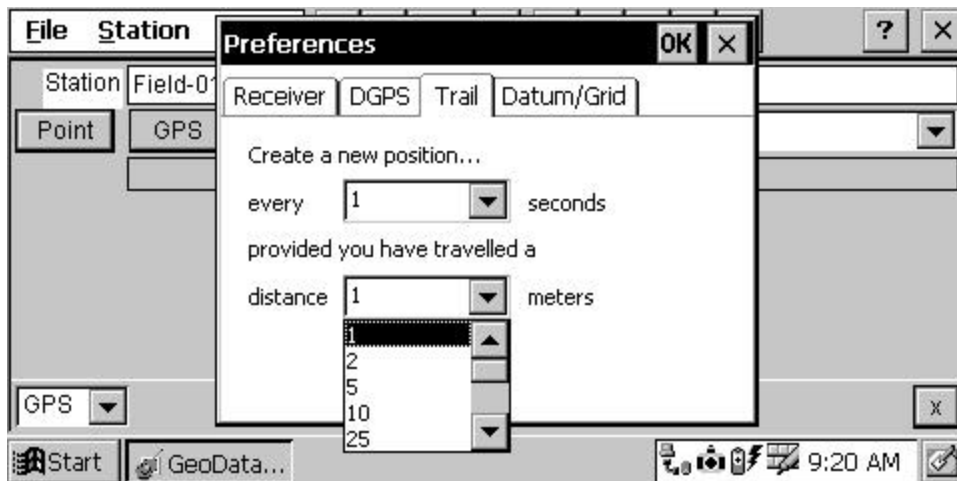 File Station
Preferences OK ×
? ×
Station Field-01
Receiver DGPS Trail Datum/Grid
Point GPS
Create a new position...
every 1 seconds
provided you have travelled a
distance 1 meters
1
2
5
10
25
GPS
x
Start GeoData... 9:20 AM